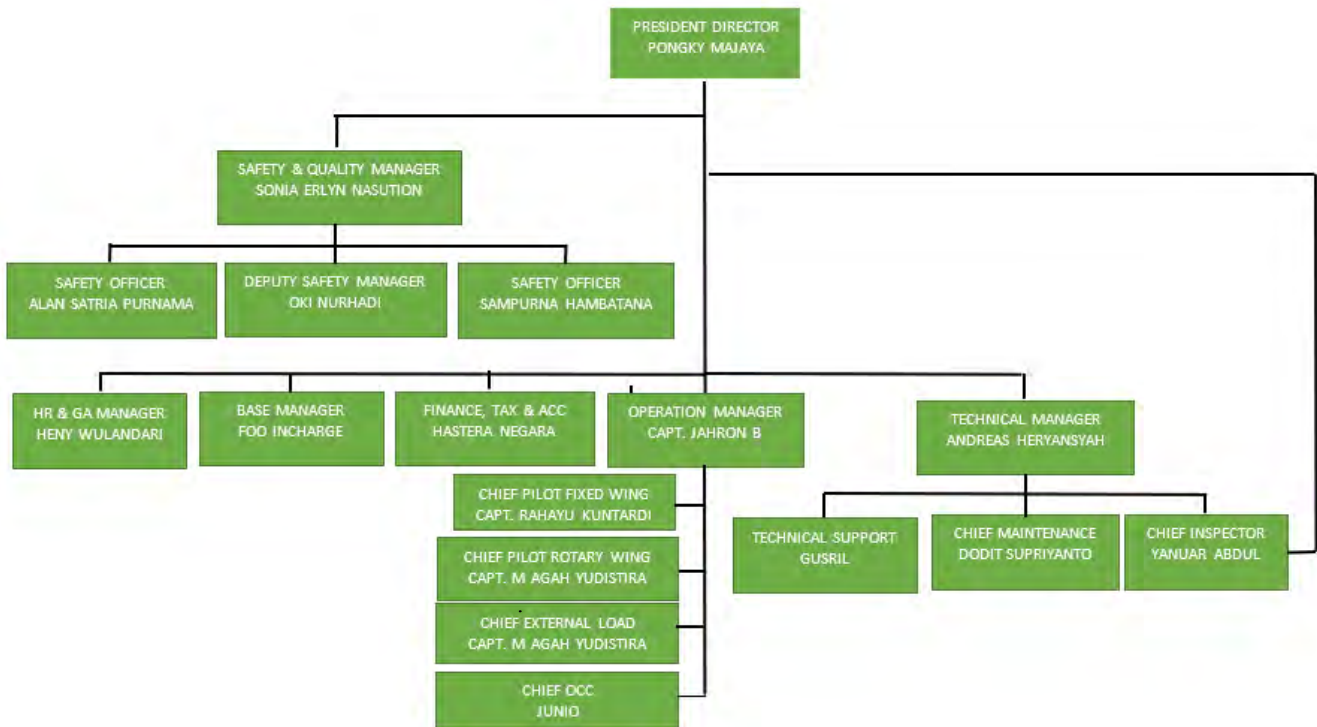 PRESIDENT DIRECTOR
PONGKY MAJAYA
SAFETY & QUALITY MANAGER
SONIA ERLYN NASUTION
SAFETY OFFICER
ALAN SATRIA PURNAMA
DEPUTY SAFETY MANAGER
OKI NURHADI
SAFETY OFFICER
SAMPURNA HAMBATANA
HR & GA MANAGER
HENY WULANDARI
BASE MANAGER
FOO INCHARGE
FINANCE, TAX & ACC
HASTERA NEGARA
OPERATION MANAGER
CAPT. JAHRON B
TECHNICAL MANAGER
ANDREAS HERYANSYAH
CHIEF PILOT FIXED WING
CAPT. RAHAYU KUNTARDI
CHIEF PILOT ROTARY WING
CAPT. M AGAH YUDISTIRA
CHIEF EXTERNAL LOAD
CAPT. M AGAH YUDISTIRA
CHIEF OCC
JUNIO
TECHNICAL SUPPORT
GUSRIL
CHIEF MAINTENANCE
DODIT SUPRIYANTO
CHIEF INSPECTOR
YANUAR ABDUL